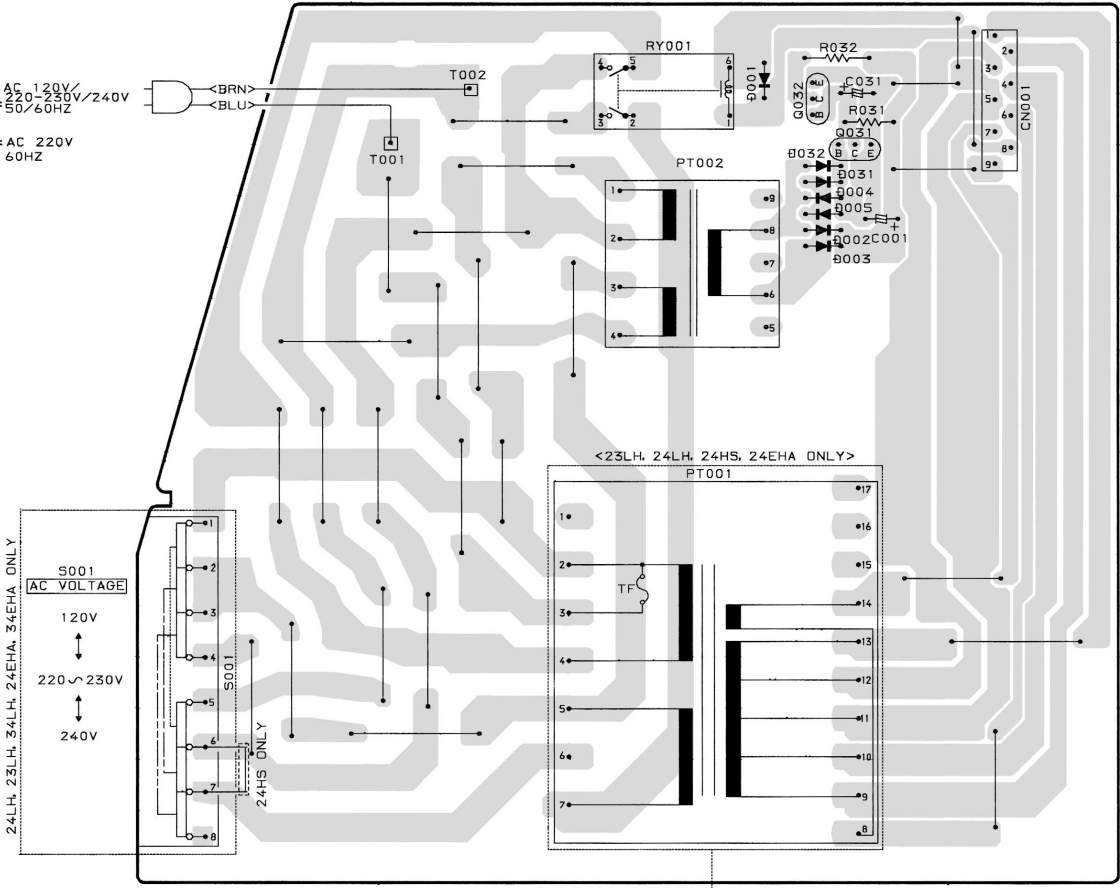 AC 120V/
220-230V/240V
50/60HZ
:AC 220V
60HZ
<BRN>
<BLU>
T002
T001
RY001
4
5
6
3
2
1
D001
R032
C031
+
Q032
E
C
B
R031
Q031
B C E
D032
D031
D004
D005
D002
C001
+
D003
CN001
1
2
3
4
5
6
7
8
9
PT002
1
2
3
4
9
8
7
6
5
<23LH, 24LH, 24HS, 24EHA ONLY>
PT001
1
2
3
4
5
6
7
TF
17
16
15
14
13
12
11
10
9
8
24LH, 23LH, 34LH, 24EHA, 34EHA ONLY
S001
AC VOLTAGE
120V
220∿230V
240V
1
2
3
4
5
6
7
8
S001
24HS ONLY